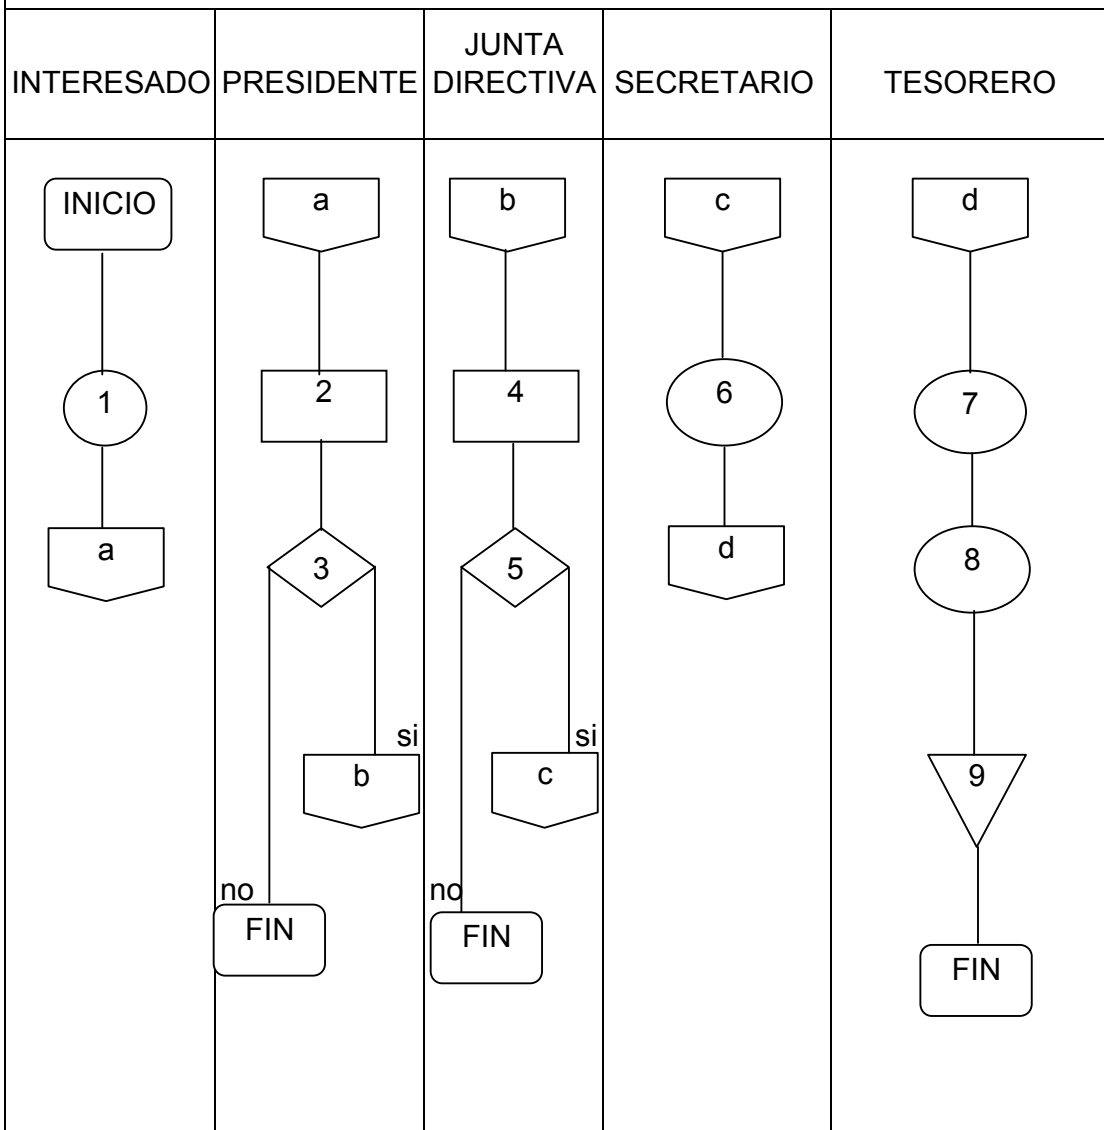 INTERESADO
PRESIDENTE
JUNTA
DIRECTIVA
SECRETARIO
TESORERO
INICIO
1
a
a
2
3
si
b
no
FIN
b
4
5
si
c
no
FIN
c
6
d
d
7
8
9
FIN